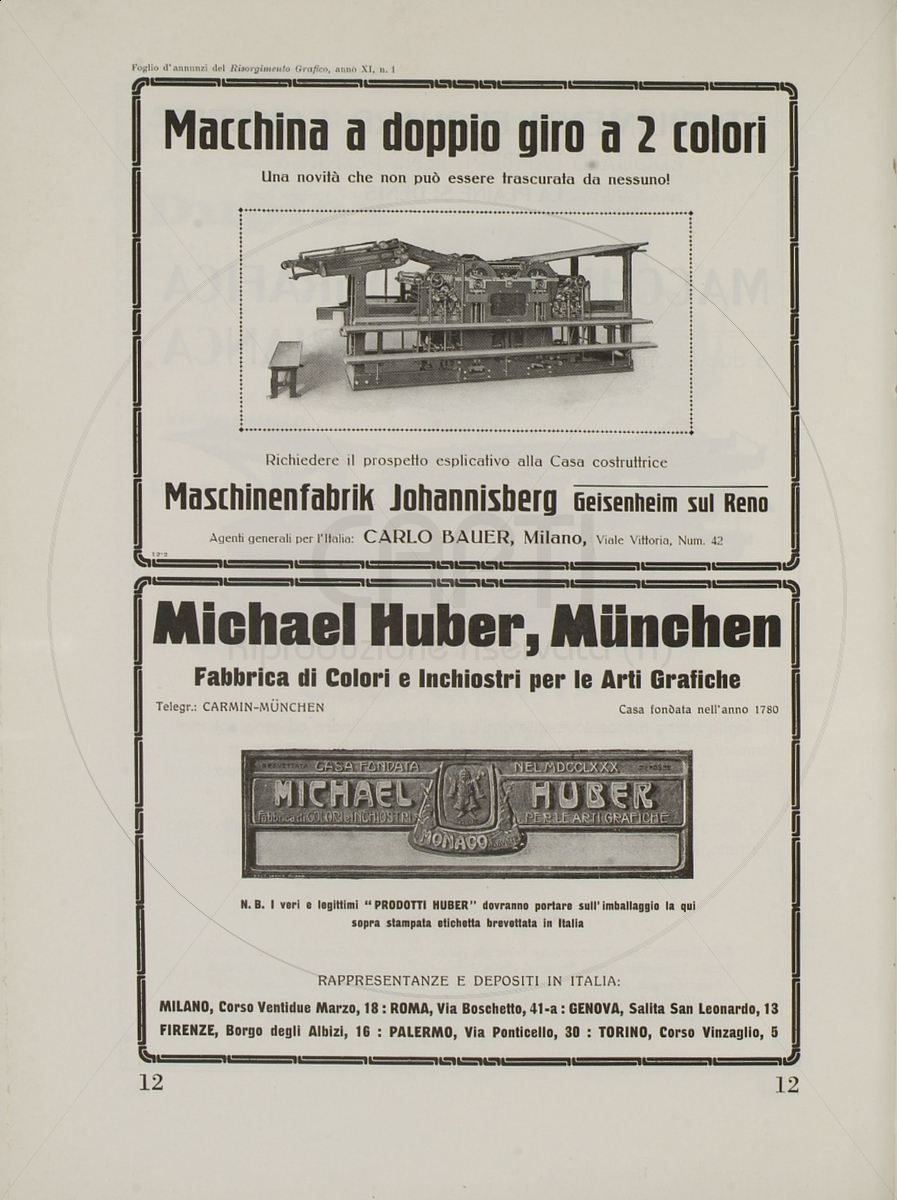 Foglio d'annunzi del Risorgimento Grafico, anno XI, n. 1
Macchina a doppio giro a 2 colori
Una novità che non può essere trascurata da nessuno!
Richiedere il prospetto esplicativo alla Casa costruttrice
Maschinenfabrik Johannisberg Geisenheim sul Reno
Agenti generali per l'Italia: CARLO BAUER, Milano, Viale Vittoria, Num. 42
12-2
Michael Huber, München
Fabbrica di Colori e Inchiostri per le Arti Grafiche
Telegr.: CARMIN-MÜNCHEN Casa fondata nell'anno 1780
BREVETTATA CASA FONDATA NEL MDCCLXXX
MICHAEL HUBER
Fabbrica di COLORI e INCHIOSTRI PER LE ARTI GRAFICHE
MONACO
N. B. I veri e legittimi "PRODOTTI HUBER" dovranno portare sull'imballaggio la qui
sopra stampata etichetta brevettata in Italia
RAPPRESENTANZE E DEPOSITI IN ITALIA:
MILANO, Corso Ventidue Marzo, 18 : ROMA, Via Boschetto, 41-a : GENOVA, Salita San Leonardo, 13
FIRENZE, Borgo degli Albizi, 16 : PALERMO, Via Ponticello, 30 : TORINO, Corso Vinzaglio, 5
12 12
CAPTI
Riproduzione riservata (n)